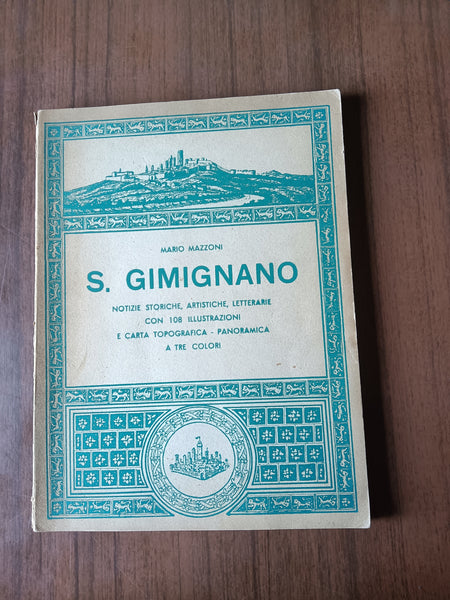 MARIO MAZZONI
S. GIMIGNANO
NOTIZIE STORICHE, ARTISTICHE, LETTERARIE
CON 108 ILLUSTRAZIONI
E CARTA TOPOGRAFICA - PANORAMICA
A TRE COLORI